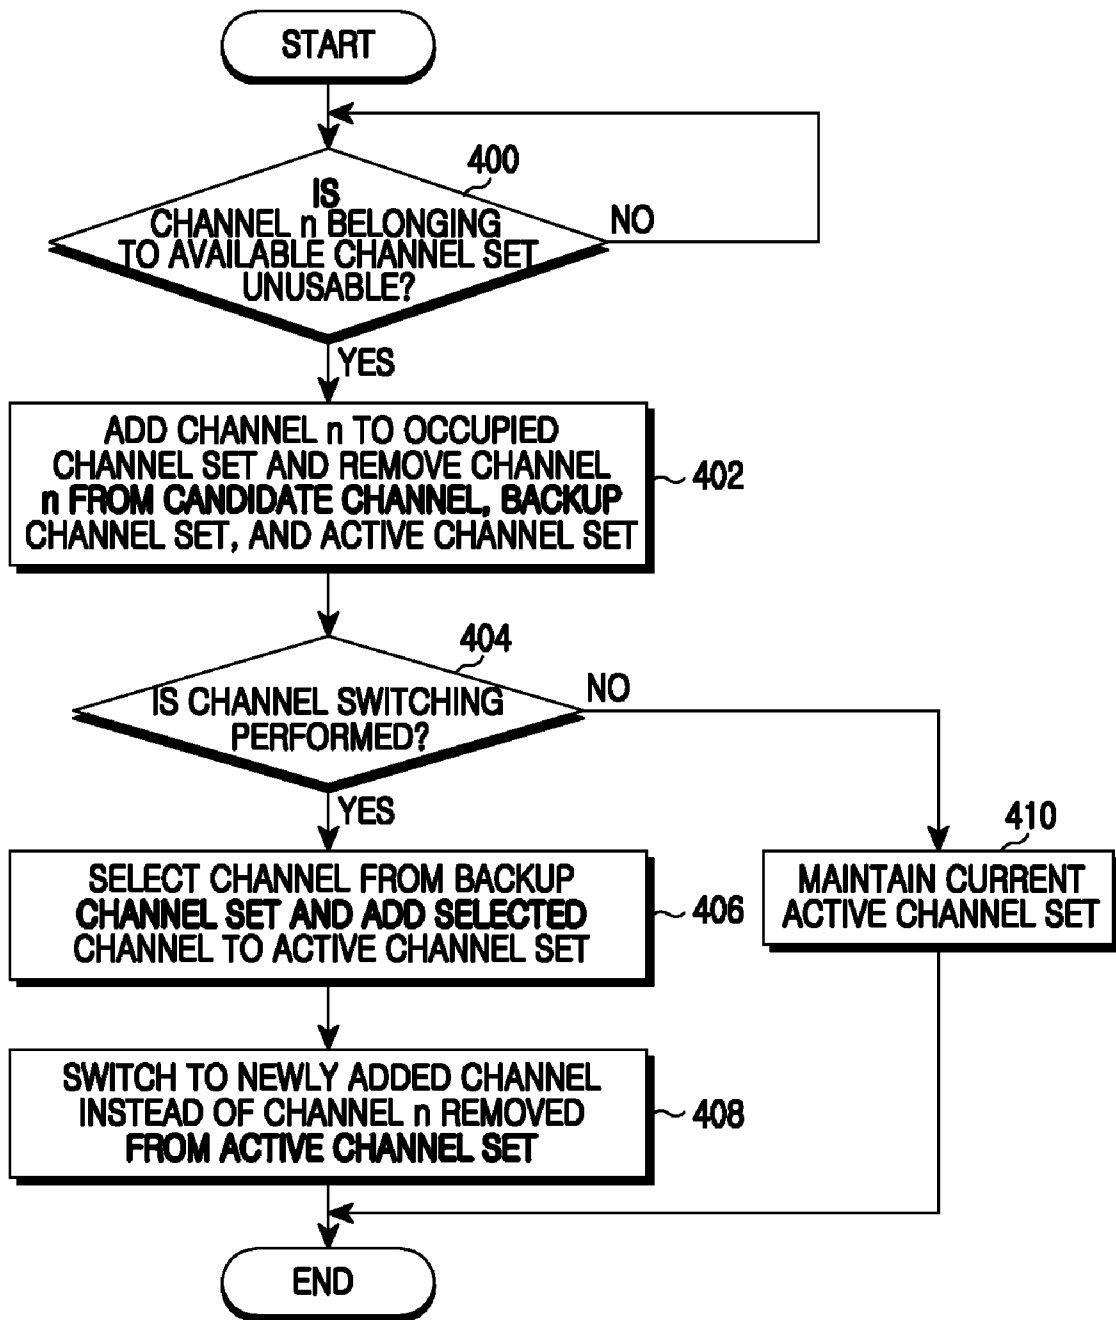 START
400
IS
CHANNEL n BELONGING
TO AVAILABLE CHANNEL SET
UNUSABLE?
NO
YES
ADD CHANNEL n TO OCCUPIED
CHANNEL SET AND REMOVE CHANNEL
n FROM CANDIDATE CHANNEL, BACKUP
CHANNEL SET, AND ACTIVE CHANNEL SET
402
404
IS CHANNEL SWITCHING
PERFORMED?
NO
YES
410
SELECT CHANNEL FROM BACKUP
CHANNEL SET AND ADD SELECTED
CHANNEL TO ACTIVE CHANNEL SET
406
MAINTAIN CURRENT
ACTIVE CHANNEL SET
SWITCH TO NEWLY ADDED CHANNEL
INSTEAD OF CHANNEL n REMOVED
FROM ACTIVE CHANNEL SET
408
END